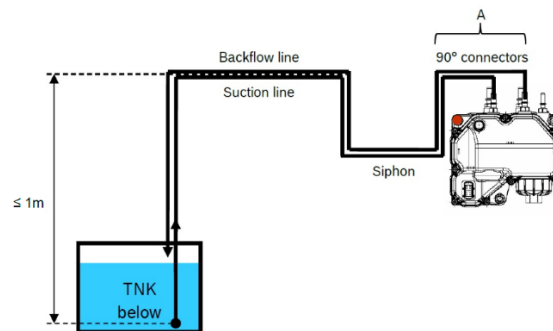 A
Backflow line
90° connectors
Suction line
Siphon
≤ 1m
TNK
below